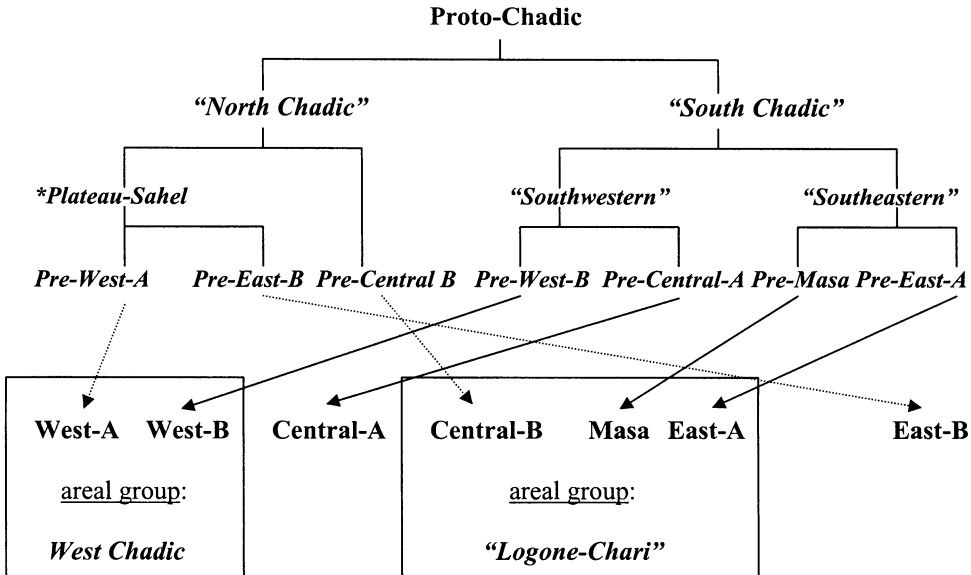 Proto-Chadic
“North Chadic” “South Chadic”
*Plateau-Sahel “Southwestern” “Southeastern”
Pre-West-A Pre-East-B Pre-Central B Pre-West-B Pre-Central-A Pre-Masa Pre-East-A
West-A West-B Central-A Central-B Masa East-A East-B
areal group: areal group:
West Chadic “Logone-Chari”